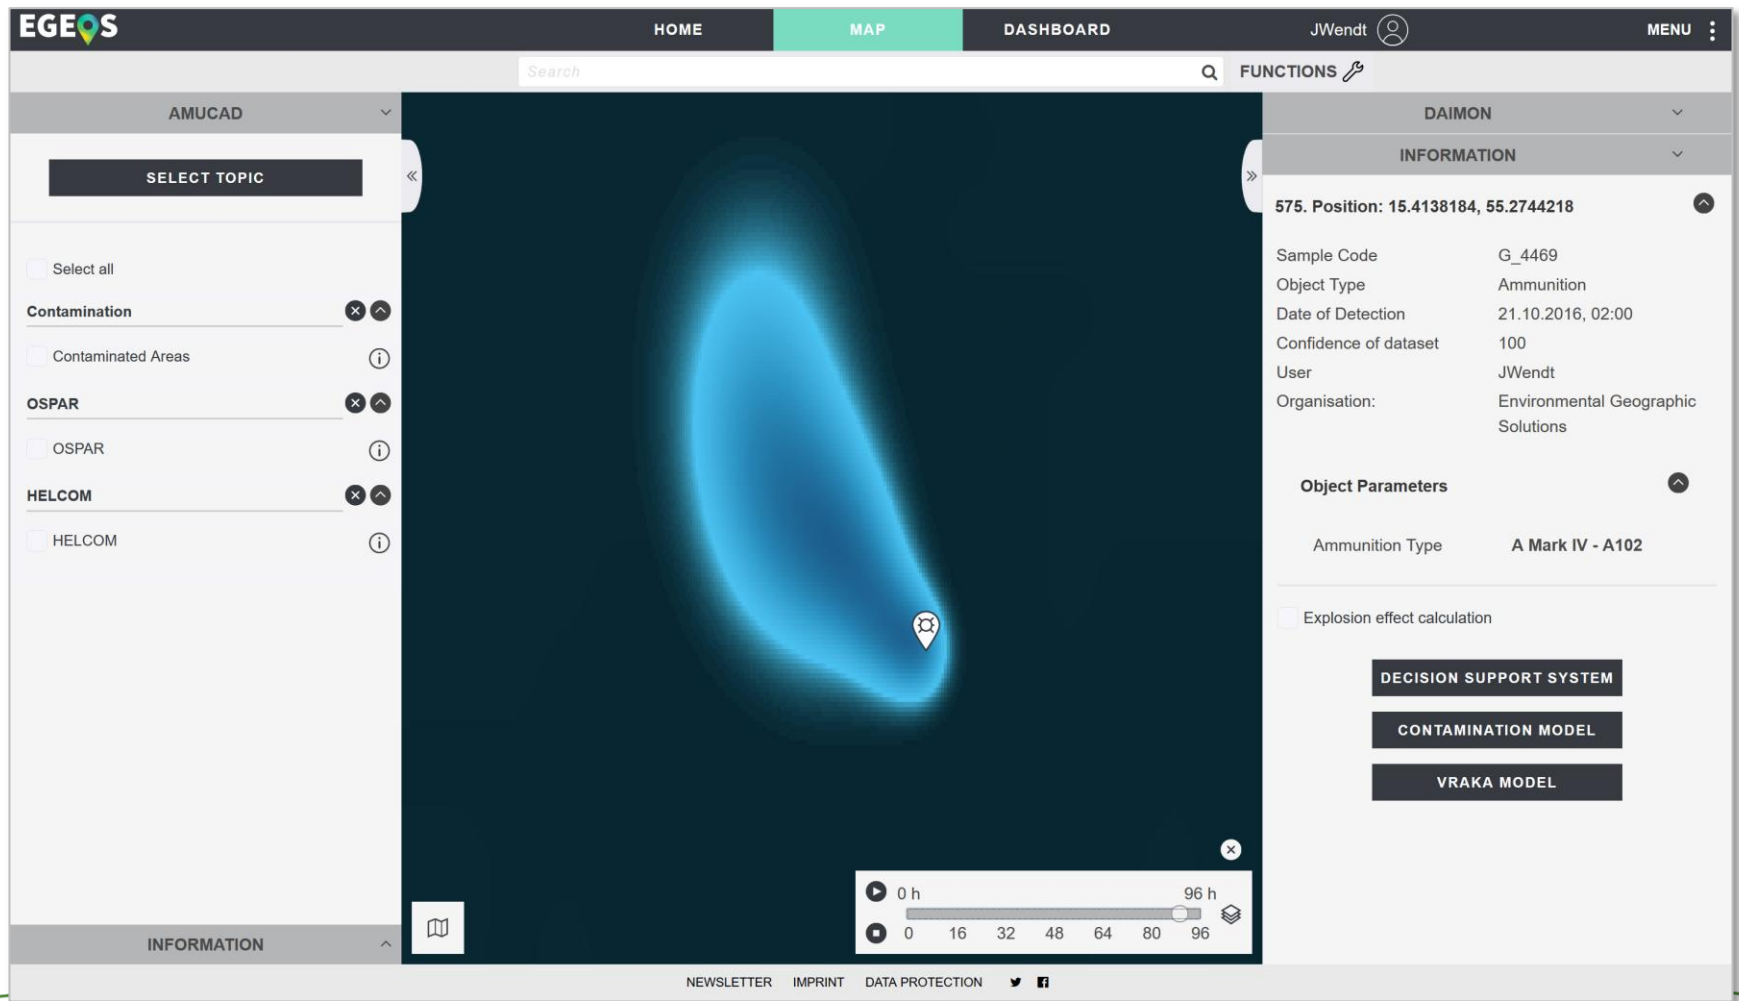 EGEOS
HOME
MAP
DASHBOARD
JWendt
MENU
Search
FUNCTIONS
AMUCAD
SELECT TOPIC
Select all
Contamination
Contaminated Areas
OSPAR
OSPAR
HELCOM
HELCOM
INFORMATION
0 h
96 h
0 16 32 48 64 80 96
DAIMON
INFORMATION
575. Position: 15.4138184, 55.2744218
Sample Code G_4469
Object Type Ammunition
Date of Detection 21.10.2016, 02:00
Confidence of dataset 100
User JWendt
Organisation: Environmental Geographic
Solutions
Object Parameters
Ammunition Type A Mark IV - A102
Explosion effect calculation
DECISION SUPPORT SYSTEM
CONTAMINATION MODEL
VRAKA MODEL
NEWSLETTER IMPRINT DATA PROTECTION